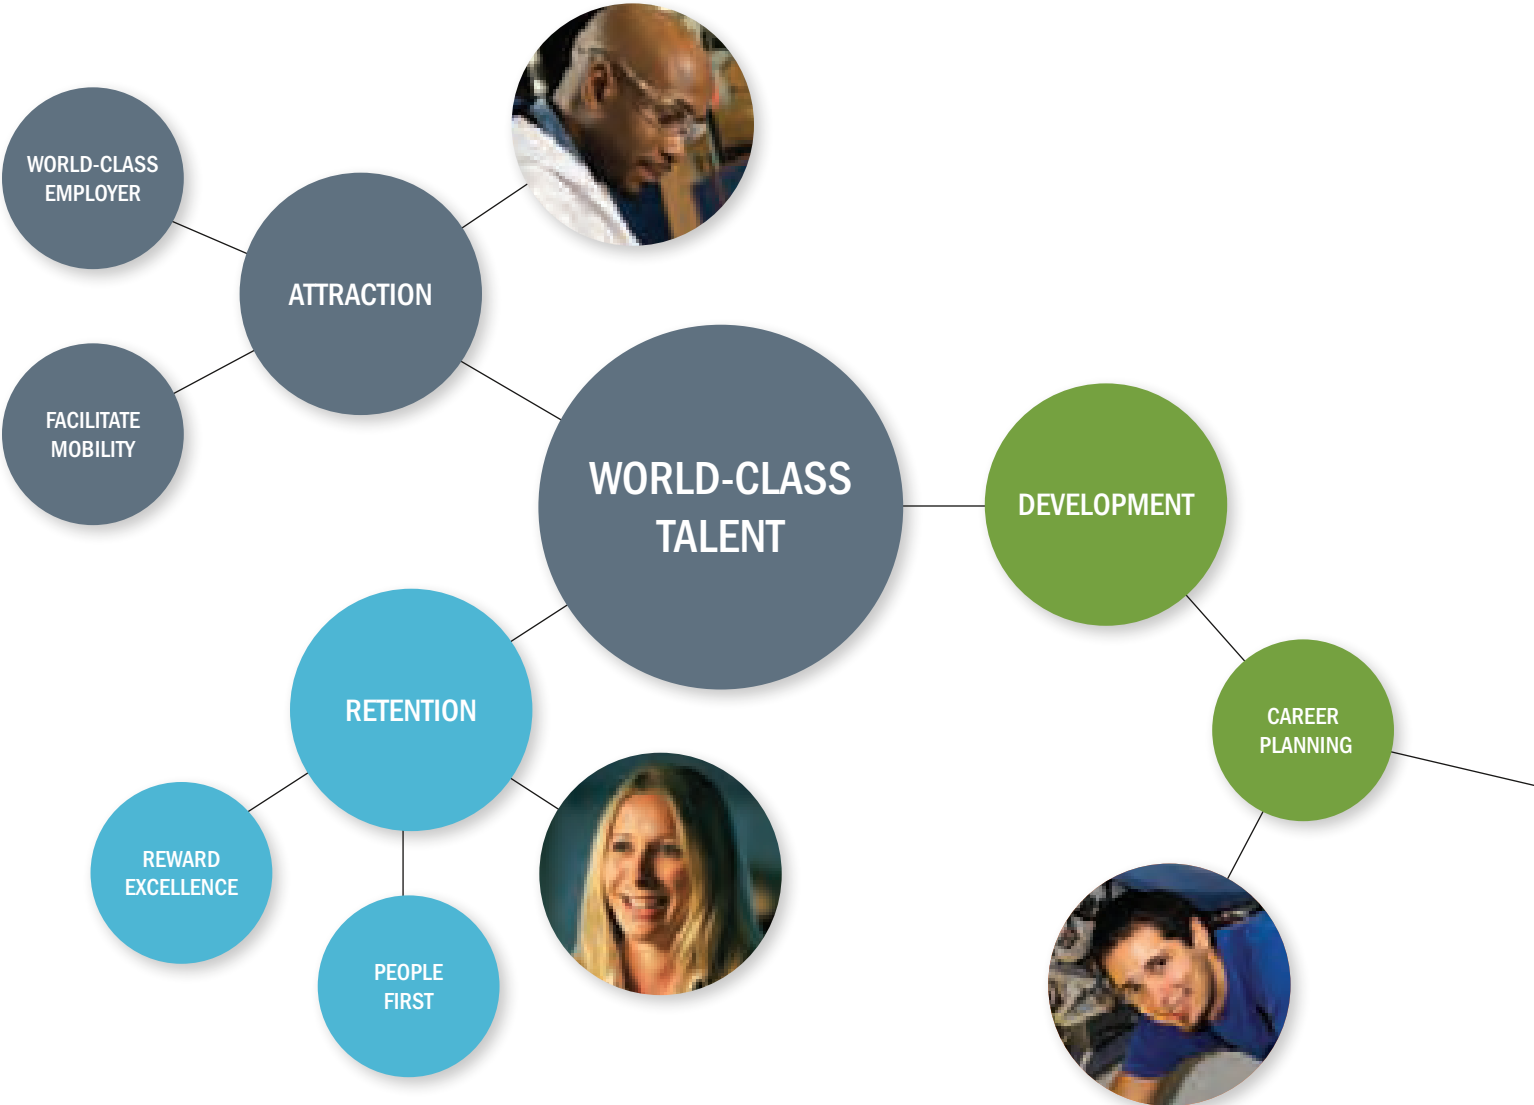 WORLD-CLASS
EMPLOYER
ATTRACTION
FACILITATE
MOBILITY
WORLD-CLASS
TALENT
DEVELOPMENT
RETENTION
CAREER
PLANNING
REWARD
EXCELLENCE
PEOPLE
FIRST